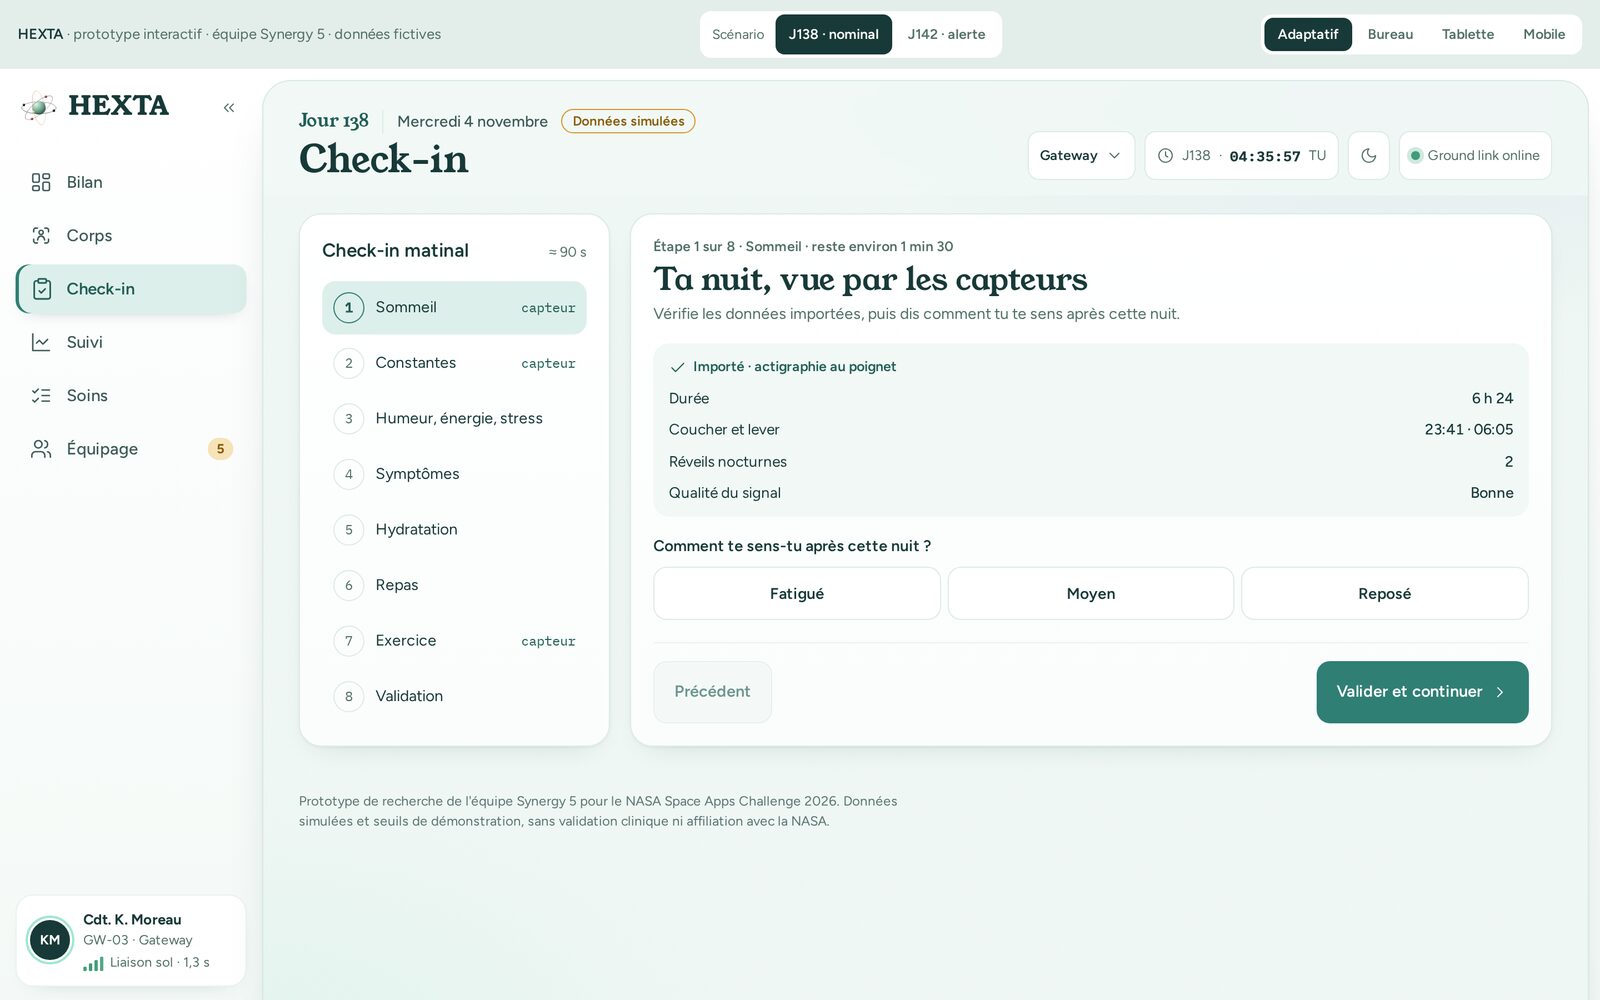 HEXTA · prototype interactif · équipe Synergy 5 · données fictives
Scénario
J138 · nominal
J142 · alerte
Adaptatif
Bureau
Tablette
Mobile
HEXTA
«
Bilan
Corps
Check-in
Suivi
Soins
Équipage
5
Cdt. K. Moreau
KM
GW-03 · Gateway
Liaison sol · 1,3 s
Jour 138
Mercredi 4 novembre
Données simulées
Check-in
Gateway
J138 · 04:35:57 TU
Ground link online
Check-in matinal
≈ 90 s
1 Sommeil capteur
2 Constantes capteur
3 Humeur, énergie, stress
4 Symptômes
5 Hydratation
6 Repas
7 Exercice capteur
8 Validation
Étape 1 sur 8 · Sommeil · reste environ 1 min 30
Ta nuit, vue par les capteurs
Vérifie les données importées, puis dis comment tu te sens après cette nuit.
Importé · actigraphie au poignet
Durée 6 h 24
Coucher et lever 23:41 · 06:05
Réveils nocturnes 2
Qualité du signal Bonne
Comment te sens-tu après cette nuit ?
Fatigué
Moyen
Reposé
Précédent
Valider et continuer
Prototype de recherche de l'équipe Synergy 5 pour le NASA Space Apps Challenge 2026. Données
simulées et seuils de démonstration, sans validation clinique ni affiliation avec la NASA.